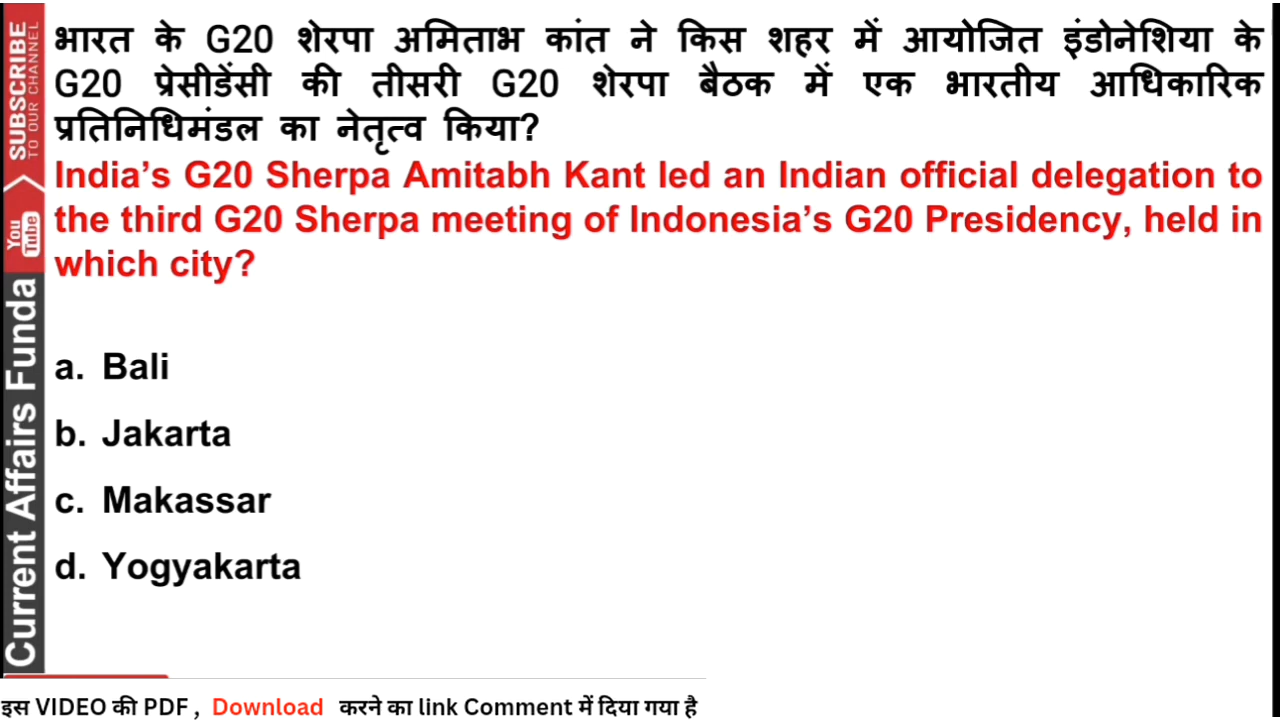 भारत के G20 शेरपा अमिताभ कांत ने किस शहर में आयोजित इंडोनेशिया के
G20 प्रेसीडेंसी की तीसरी G20 शेरपा बैठक में एक भारतीय आधिकारिक
प्रतिनिधिमंडल का नेतृत्व किया?
India’s G20 Sherpa Amitabh Kant led an Indian official delegation to
the third G20 Sherpa meeting of Indonesia’s G20 Presidency, held in
which city?
a. Bali
b. Jakarta
c. Makassar
d. Yogyakarta
SUBSCRIBE
TO OUR CHANNEL
You
Tube
Current Affairs Funda
इस VIDEO की PDF , Download करने का link Comment में दिया गया है